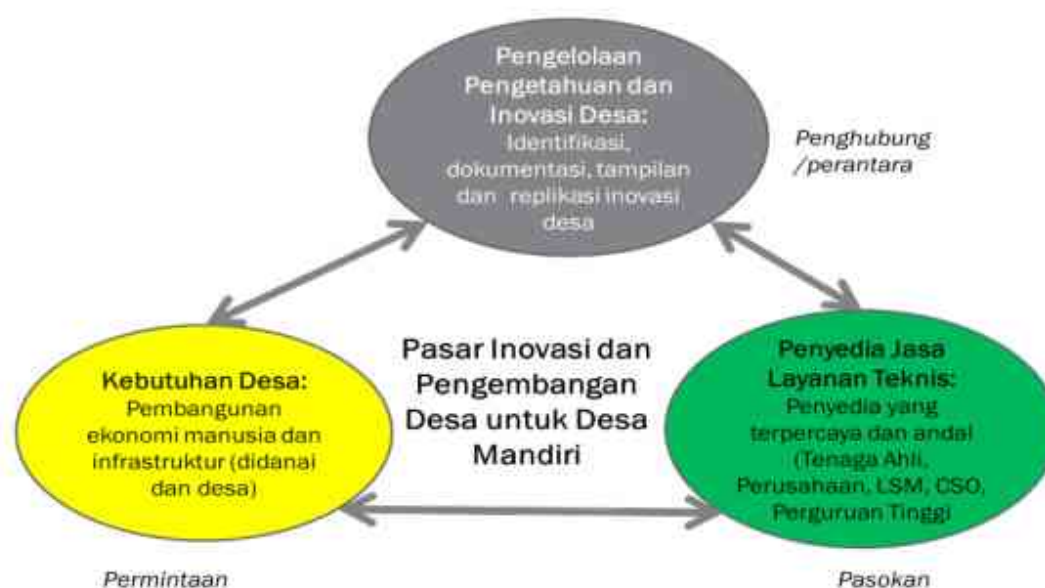 Pengelolaan
Pengetahuan dan
Inovasi Desa:
Identifikasi,
dokumentasi, tampilan
dan replikasi inovasi
desa
Penghubung
/perantara
Kebutuhan Desa:
Pembangunan
ekonomi manusia dan
infrastruktur (didanai
dan desa)
Pasar Inovasi dan
Pengembangan
Desa untuk Desa
Mandiri
Penyedia Jasa
Layanan Teknis:
Penyedia yang
terpercaya dan andal
(Tenaga Ahli,
Perusahaan, LSM, CSO,
Perguruan Tinggi
Permintaan
Pasokan